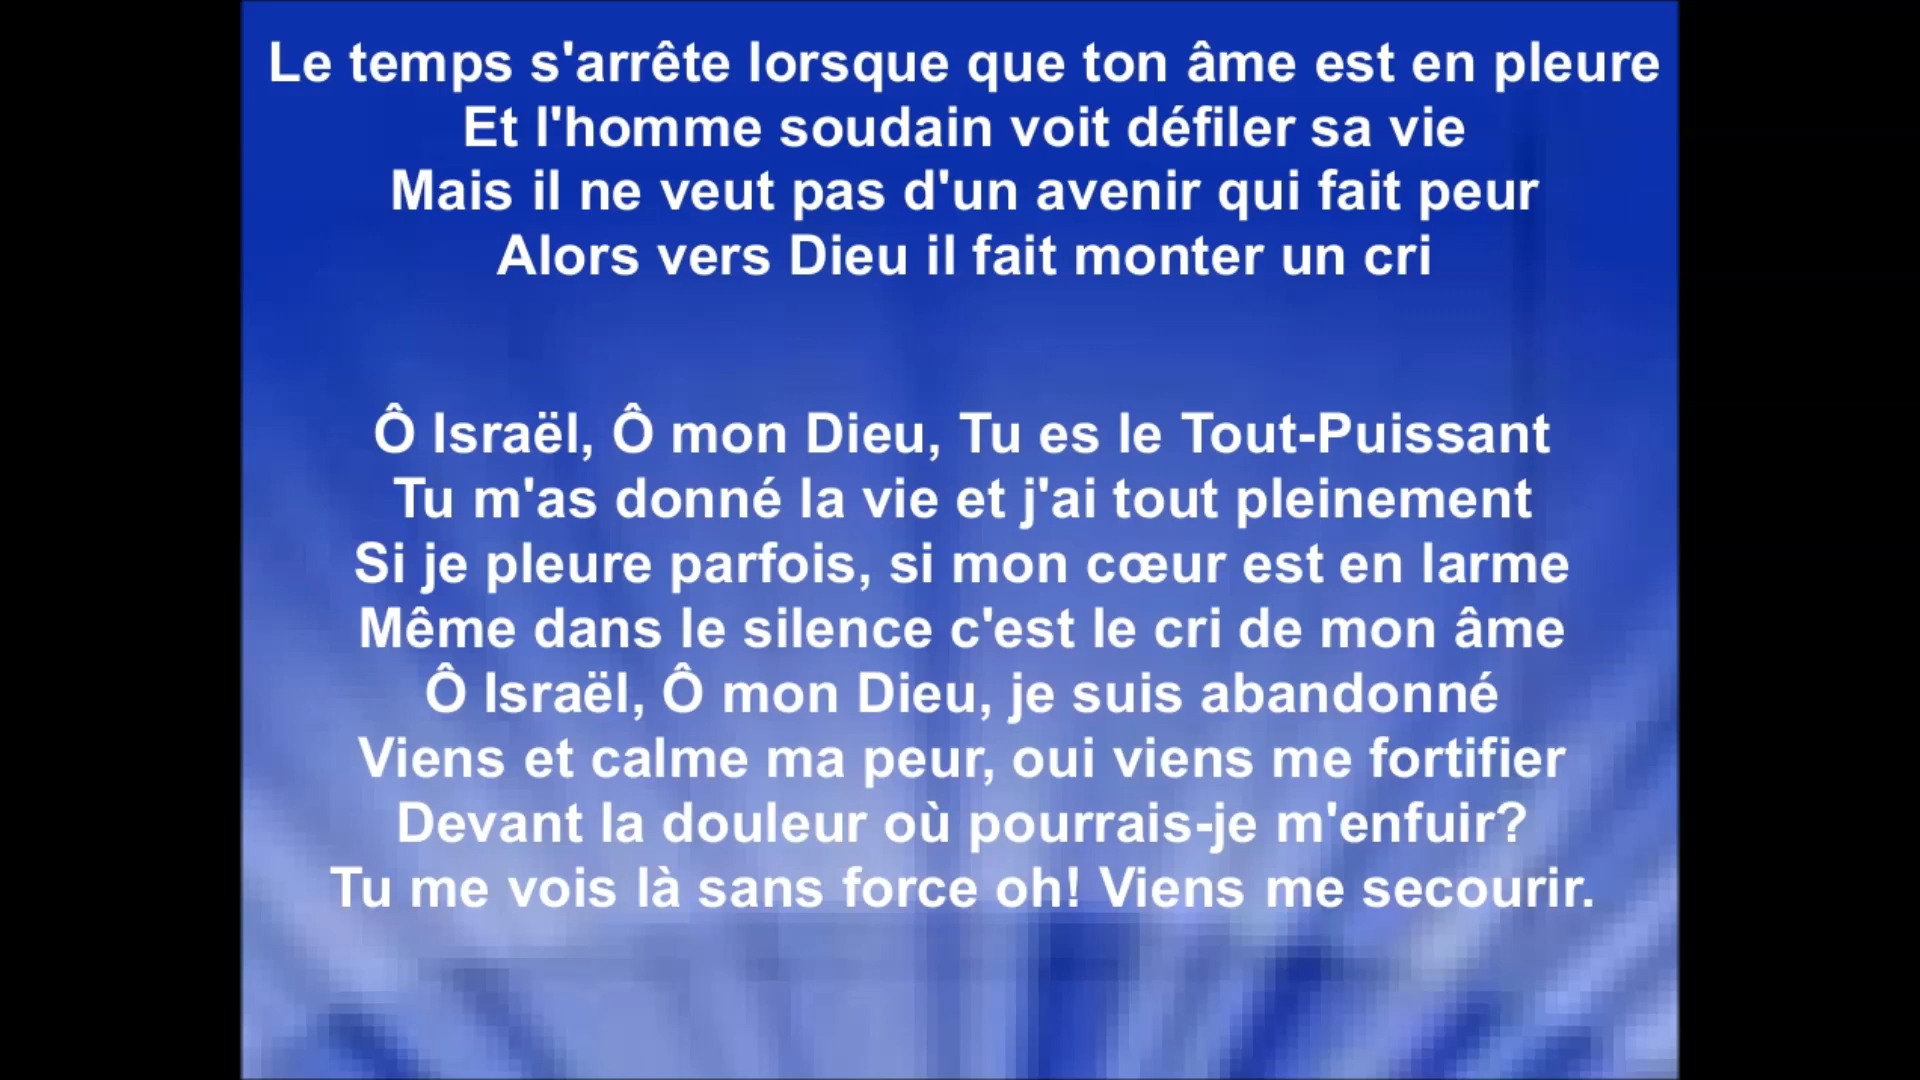 Le temps s'arrête lorsque que ton âme est en pleure
Et l'homme soudain voit défiler sa vie
Mais il ne veut pas d'un avenir qui fait peur
Alors vers Dieu il fait monter un cri
Ô Israël, Ô mon Dieu, Tu es le Tout-Puissant
Tu m'as donné la vie et j'ai tout pleinement
Si je pleure parfois, si mon cœur est en larme
Même dans le silence c'est le cri de mon âme
Ô Israël, Ô mon Dieu, je suis abandonné
Viens et calme ma peur, oui viens me fortifier
Devant la douleur où pourrais-je m'enfuir?
Tu me vois là sans force oh! Viens me secourir.